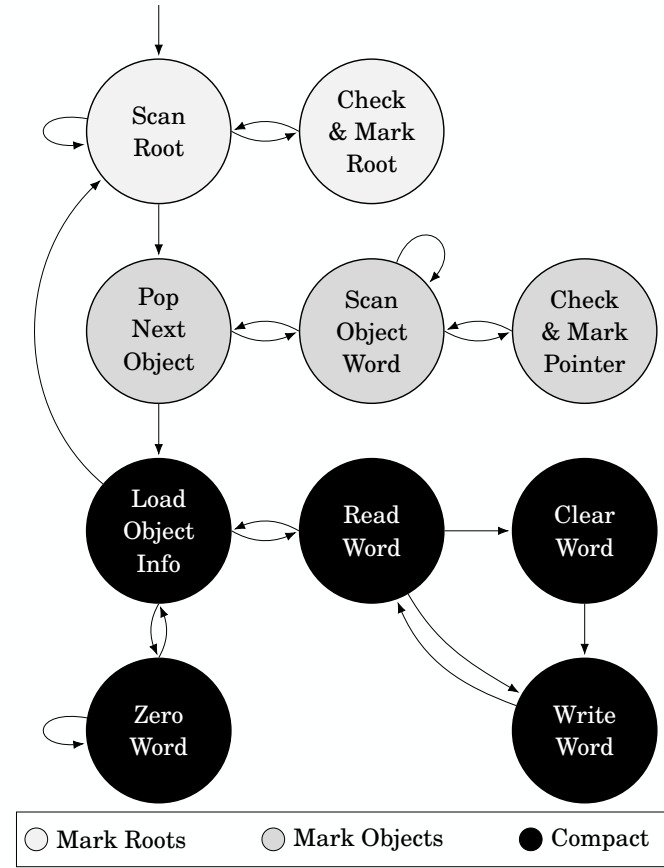 Scan
Root
Check
& Mark
Root
Pop
Next
Object
Scan
Object
Word
Check
& Mark
Pointer
Load
Object
Info
Read
Word
Clear
Word
Zero
Word
Write
Word
Mark Roots
Mark Objects
Compact